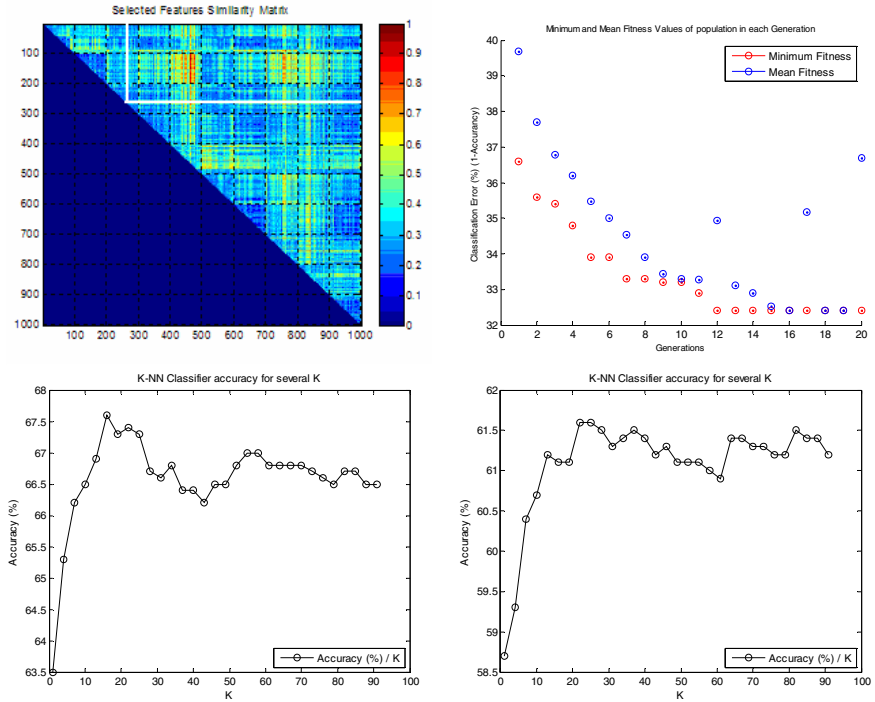 Selected Features Similarity Matrix
100
200
300
400
500
600
700
800
900
1000
100 200 300 400 500 600 700 800 900 1000
1
0.9
0.8
0.7
0.6
0.5
0.4
0.3
0.2
0.1
0
Minimum and Mean Fitness Values of population in each Generation
Minimum Fitness
Mean Fitness
Classification Error (%) (1-Accurancy)
40
39
38
37
36
35
34
33
32
0 2 4 6 8 10 12 14 16 18 20
Generations
K-NN Classifier accuracy for several K
Accuracy (%)
68
67.5
67
66.5
66
65.5
65
64.5
64
63.5
0 10 20 30 40 50 60 70 80 90 100
K
Accuracy (%) / K
K-NN Classifier accuracy for several K
Accuracy (%)
62
61.5
61
60.5
60
59.5
59
58.5
0 10 20 30 40 50 60 70 80 90 100
K
Accuracy (%) / K